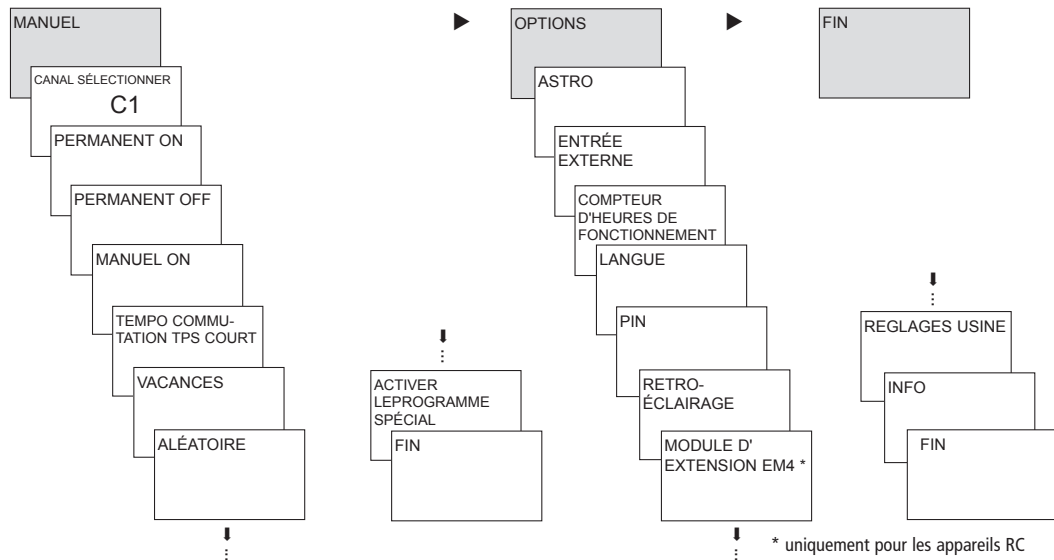 MANUEL
CANAL SÉLECTIONNER
C1
PERMANENT ON
PERMANENT OFF
MANUEL ON
TEMPO COMMU-
TATION TPS COURT
VACANCES
ALÉATOIRE
ACTIVER
LEPROGRAMME
SPÉCIAL
FIN
OPTIONS
ASTRO
ENTRÉE
EXTERNE
COMPTEUR
D'HEURES DE
FONCTIONNEMENT
LANGUE
PIN
RETRO-
ÉCLAIRAGE
MODULE D'
EXTENSION EM4 *
REGLAGES USINE
INFO
FIN
FIN
* uniquement pour les appareils RC